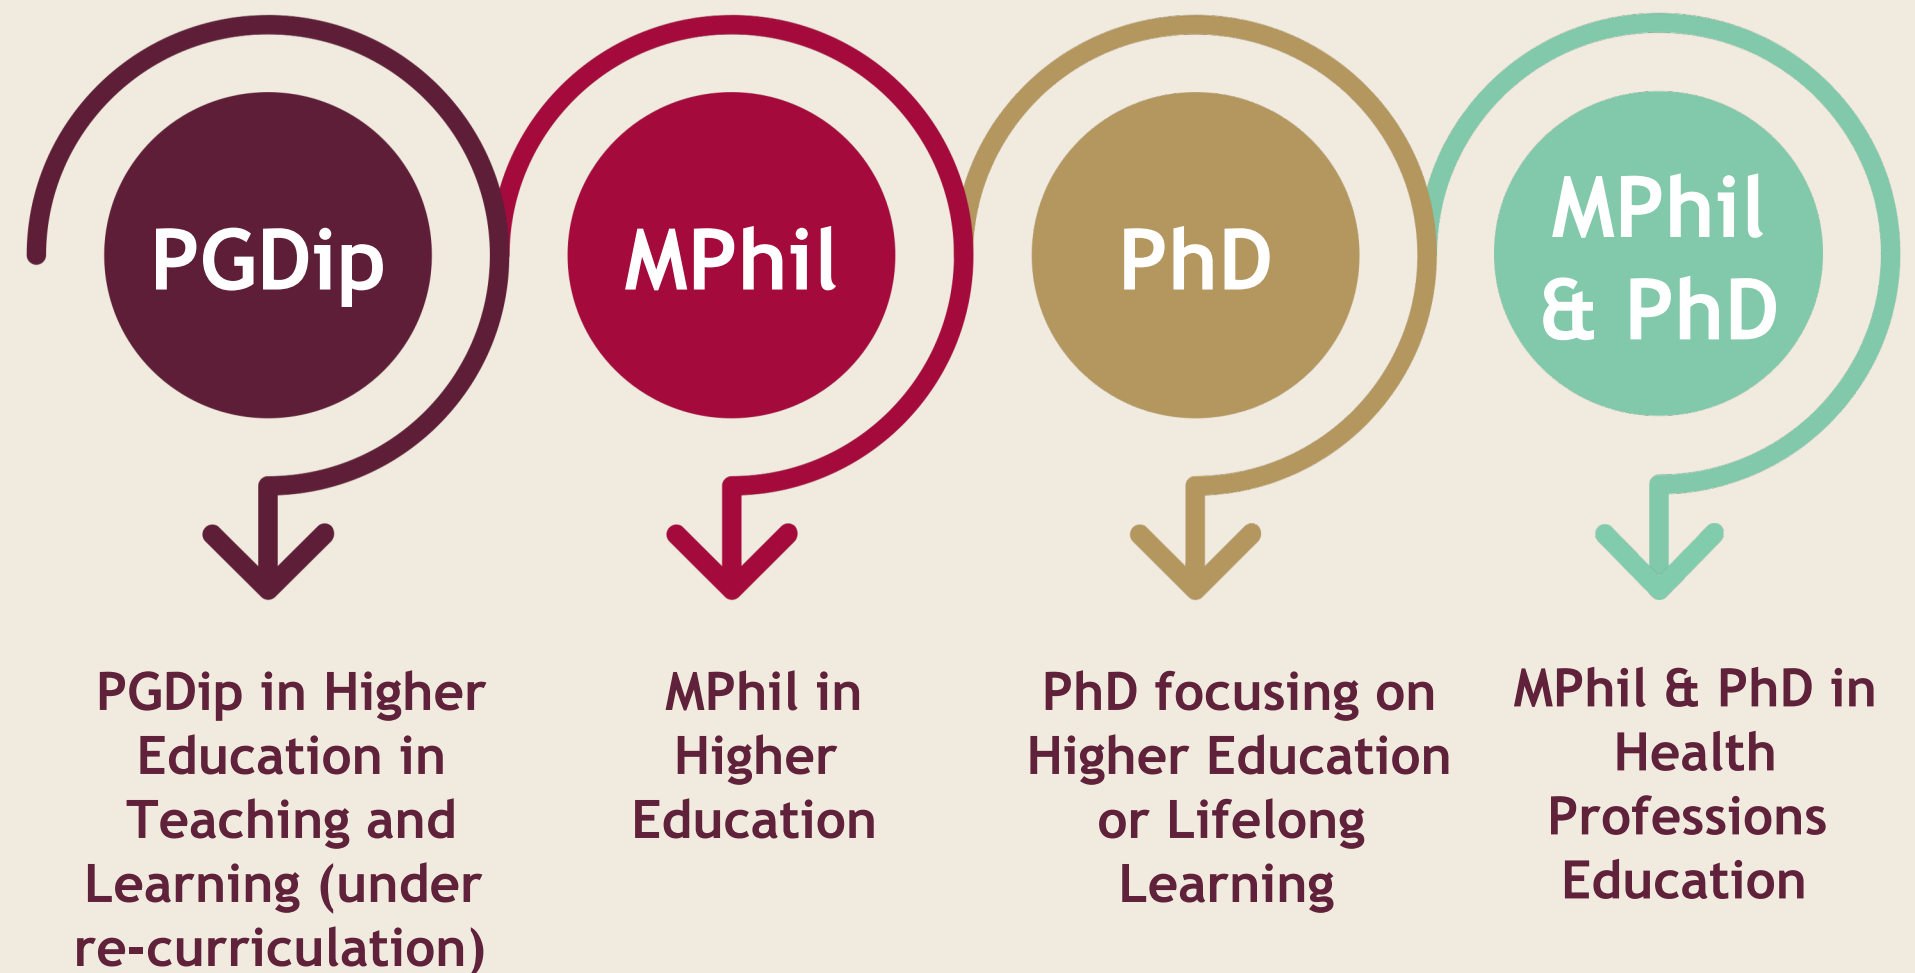 PGDip
MPhil
PhD
MPhil
& PhD
PGDip in Higher
Education in
Teaching and
Learning (under
re-curriculation)
MPhil in
Higher
Education
PhD focusing on
Higher Education
or Lifelong
Learning
MPhil & PhD in
Health
Professions
Education